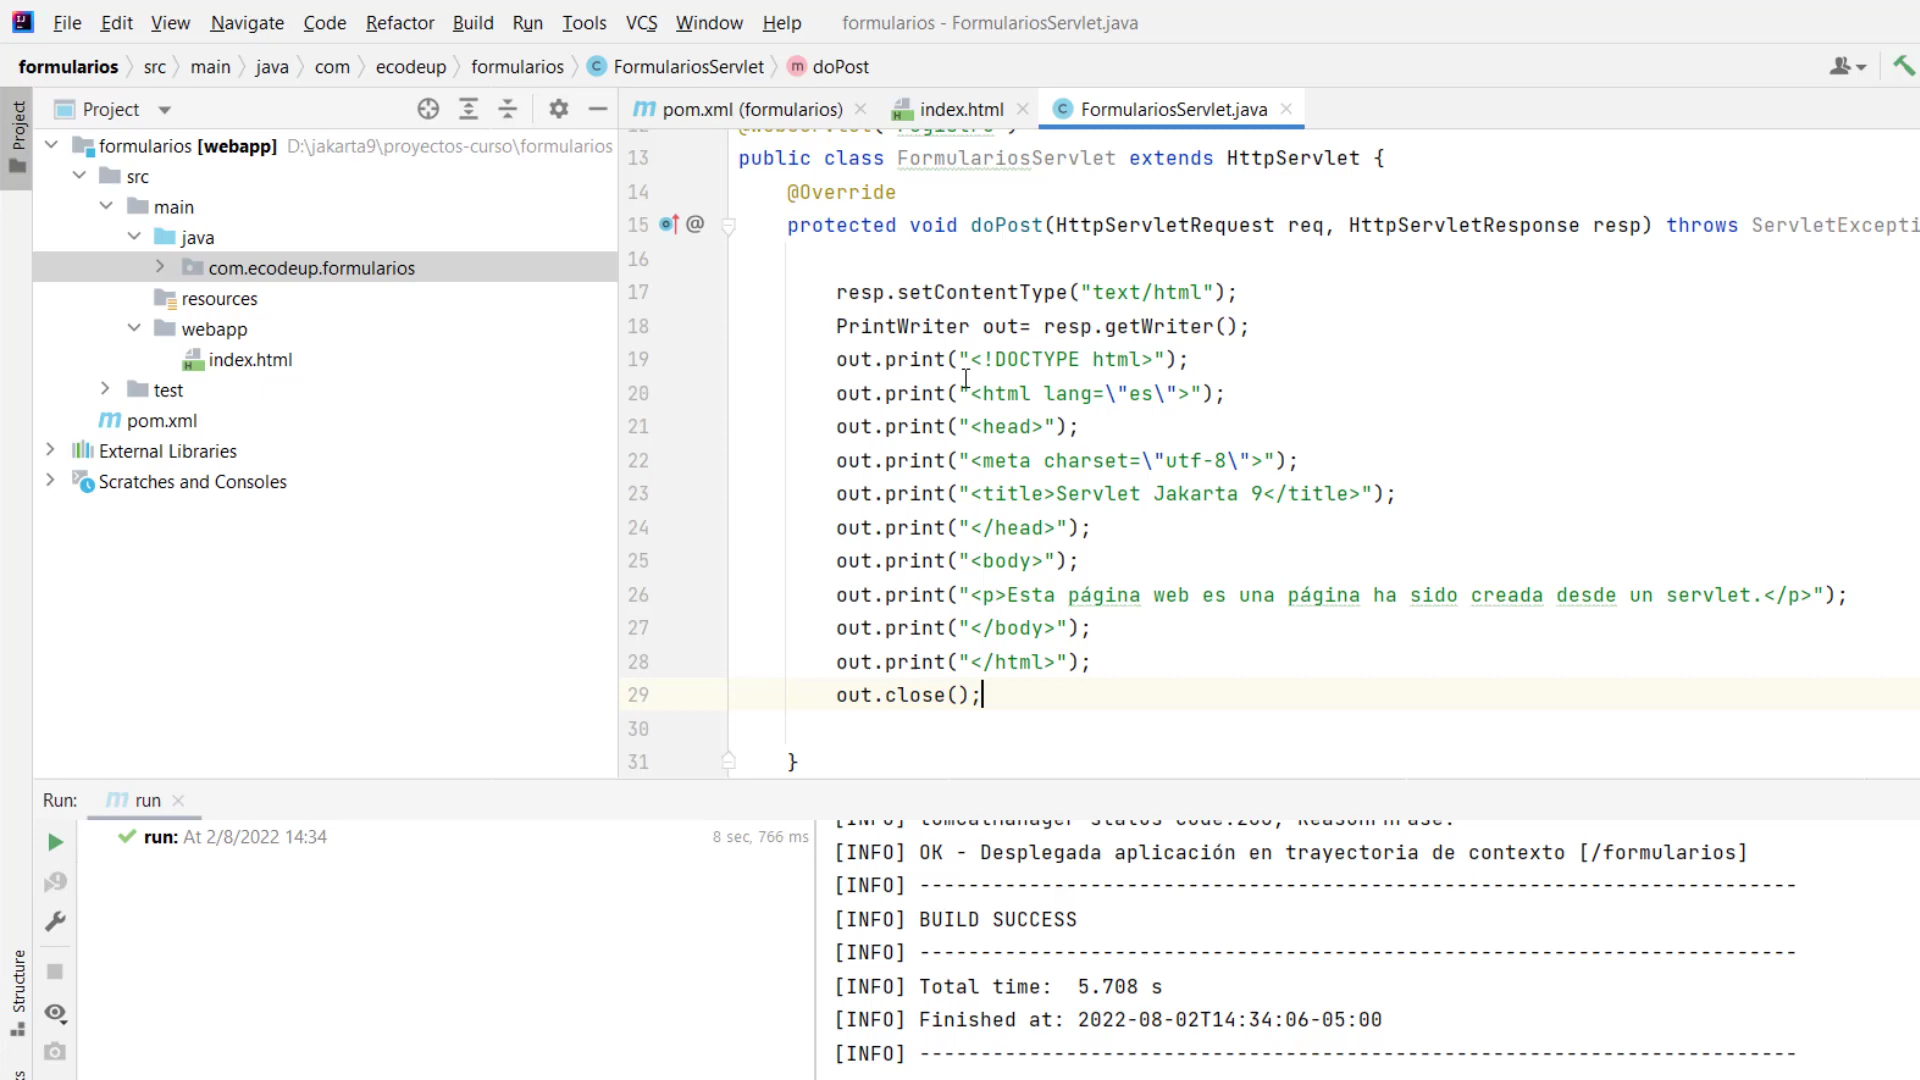 File Edit View Navigate Code Refactor Build Run Tools VCS Window Help formularios - FormulariosServlet.java
formularios src main java com ecodeup formularios C FormulariosServlet m doPost
Project
Project
m pom.xml (formularios) index.html C FormulariosServlet.java
formularios [webapp] D:\jakarta9\proyectos-curso\formularios
src
main
java
com.ecodeup.formularios
resources
webapp
index.html
test
m pom.xml
External Libraries
Scratches and Consoles
13 public class FormulariosServlet extends HttpServlet {
14 @Override
15 @ protected void doPost(HttpServletRequest req, HttpServletResponse resp) throws ServletExcepti
16
17 resp.setContentType("text/html");
18 PrintWriter out= resp.getWriter();
19 out.print("<!DOCTYPE html>");
20 out.print("<html lang=\"es\">");
21 out.print("<head>");
22 out.print("<meta charset=\"utf-8\">");
23 out.print("<title>Servlet Jakarta 9</title>");
24 out.print("</head>");
25 out.print("<body>");
26 out.print("<p>Esta página web es una página ha sido creada desde un servlet.</p>");
27 out.print("</body>");
28 out.print("</html>");
29 out.close();
30
31 }
Run: m run
run: At 2/8/2022 14:34 8 sec, 766 ms
[INFO] OK - Desplegada aplicación en trayectoria de contexto [/formularios]
[INFO] ------------------------------------------------------------------------
[INFO] BUILD SUCCESS
[INFO] ------------------------------------------------------------------------
[INFO] Total time:  5.708 s
[INFO] Finished at: 2022-08-02T14:34:06-05:00
[INFO] ------------------------------------------------------------------------
Structure